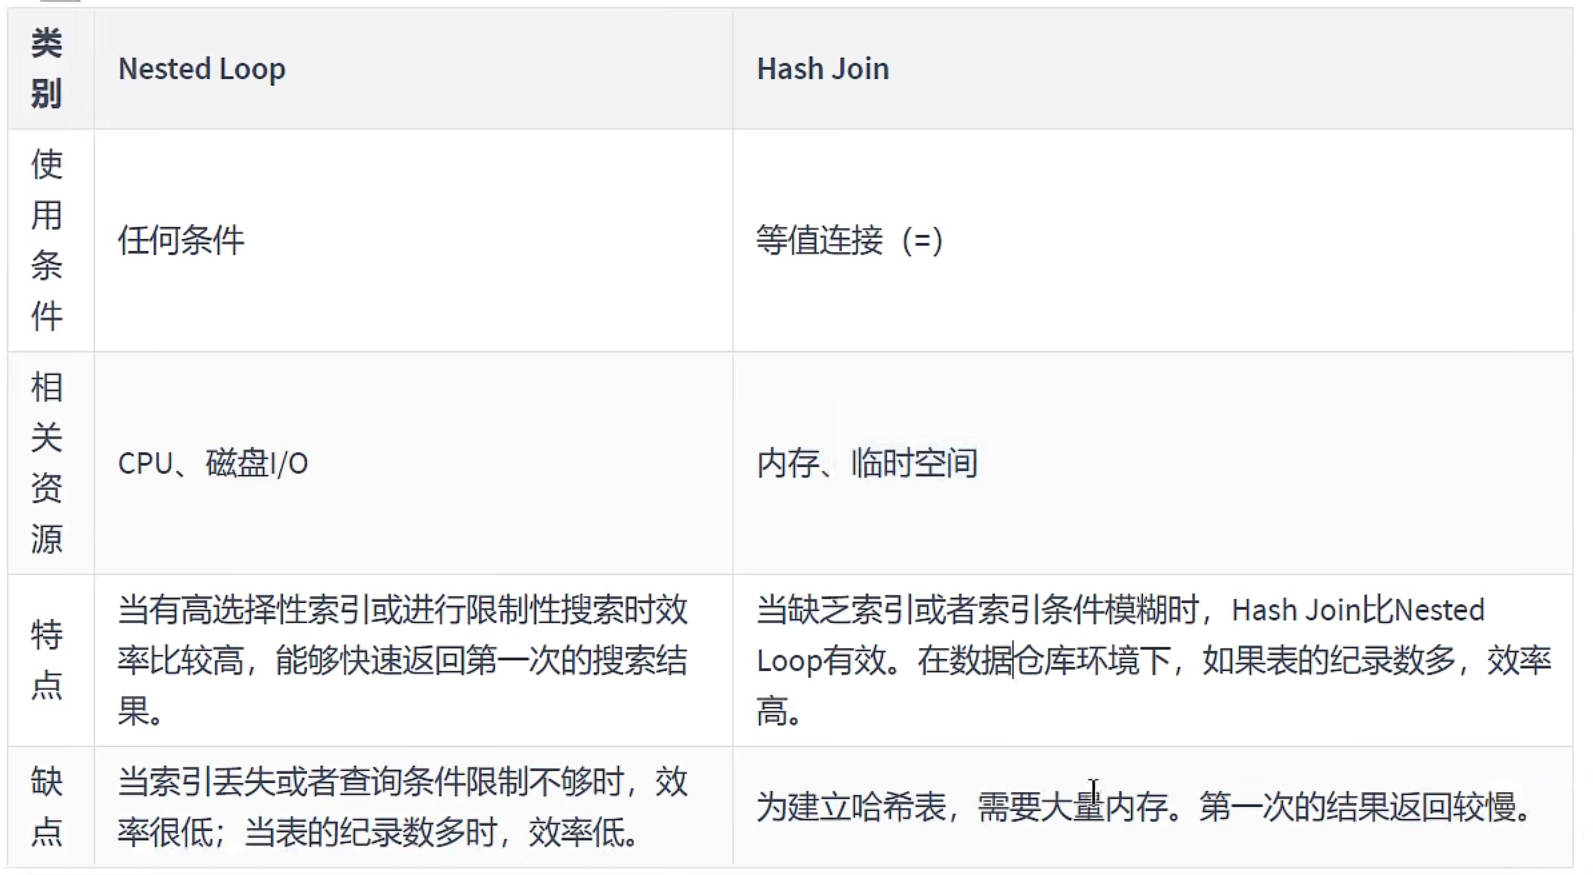 类别
Nested Loop
Hash Join
使用条件
任何条件
等值连接（=）
相关资源
CPU、磁盘I/O
内存、临时空间
特点
当有高选择性索引或进行限制性搜索时效
率比较高，能够快速返回第一次的搜索结
果。
当缺乏索引或者索引条件模糊时，Hash Join比Nested
Loop有效。在数据仓库环境下，如果表的纪录数多，效率
高。
缺点
当索引丢失或者查询条件限制不够时，效
率很低；当表的纪录数多时，效率低。
为建立哈希表，需要大量内存。第一次的结果返回较慢。